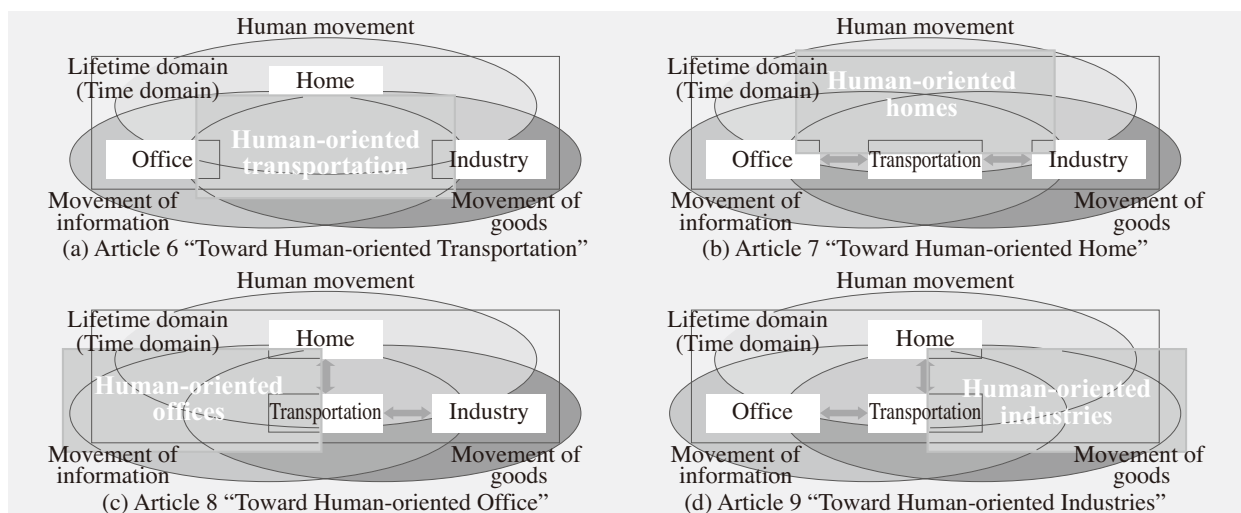 Human movement
Lifetime domain
(Time domain)
Home
Human-oriented
transportation
Office
Industry
Movement of
information
Movement of
goods
(a) Article 6 “Toward Human-oriented Transportation”
Human movement
Lifetime domain
(Time domain)
Human-oriented
homes
Office
Transportation
Industry
Movement of
information
Movement of
goods
(b) Article 7 “Toward Human-oriented Home”
Human movement
Lifetime domain
(Time domain)
Home
Human-oriented
offices
Transportation
Industry
Movement of
information
Movement of
goods
(c) Article 8 “Toward Human-oriented Office”
Human movement
Lifetime domain
(Time domain)
Home
Human-oriented
industries
Office
Transportation
Movement of
information
Movement of
goods
(d) Article 9 “Toward Human-oriented Industries”